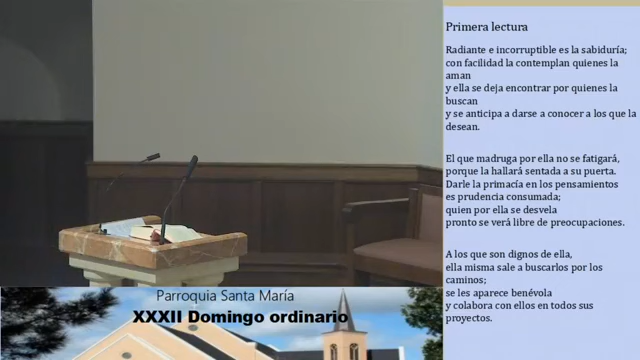 Primera lectura
Radiante e incorruptible es la sabiduría;
con facilidad la contemplan quienes la
aman
y ella se deja encontrar por quienes la
buscan
y se anticipa a darse a conocer a los que la
desean.
El que madruga por ella no se fatigará,
porque la hallará sentada a su puerta.
Darle la primacía en los pensamientos
es prudencia consumada;
quien por ella se desvela
pronto se verá libre de preocupaciones.
A los que son dignos de ella,
ella misma sale a buscarlos por los
caminos;
se les aparece benévola
y colabora con ellos en todos sus
proyectos.
Parroquia Santa María
XXXII Domingo ordinario